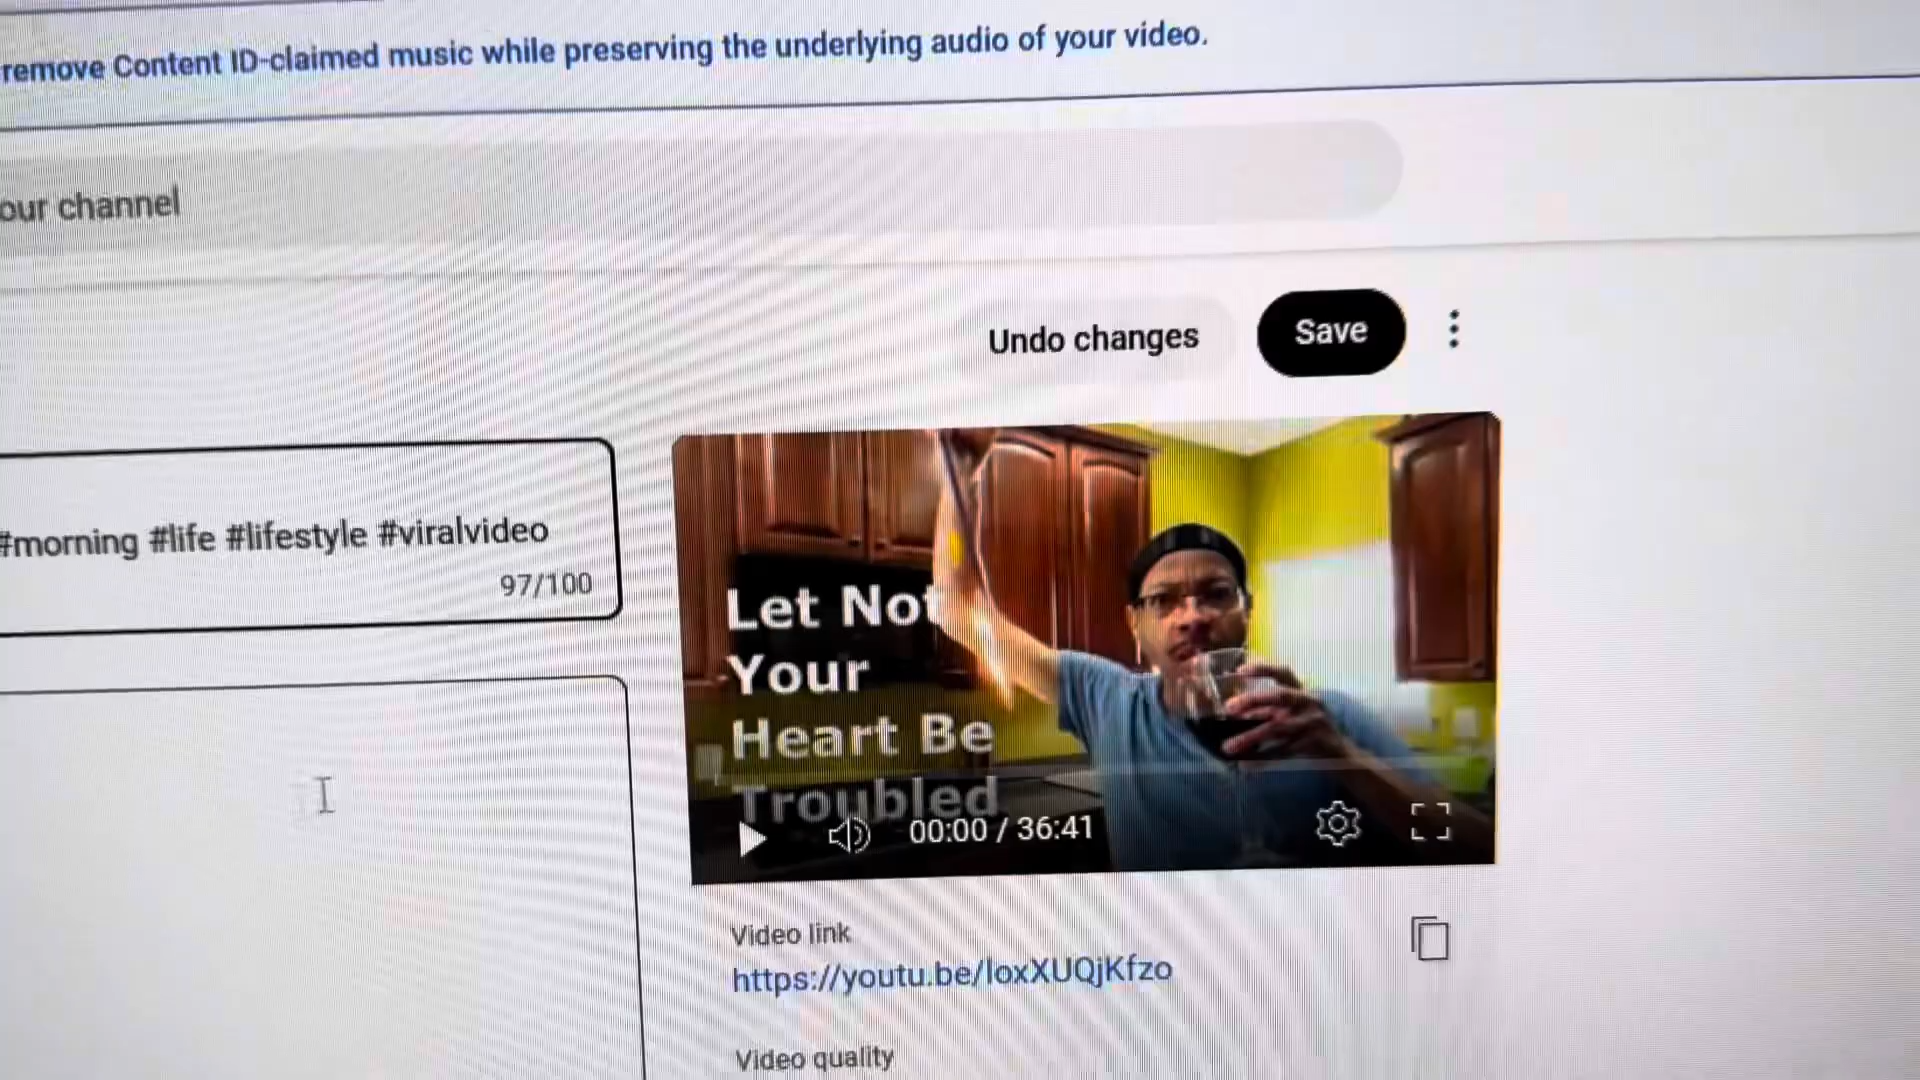 remove Content ID-claimed music while preserving the underlying audio of your video.
our channel
Undo changes
Save
#morning #life #lifestyle #viralvideo
97/100
Let Not
Your
Heart Be
Troubled
00:00 / 36:41
Video link
https://youtu.be/loxXUQjKfzo
Video quality